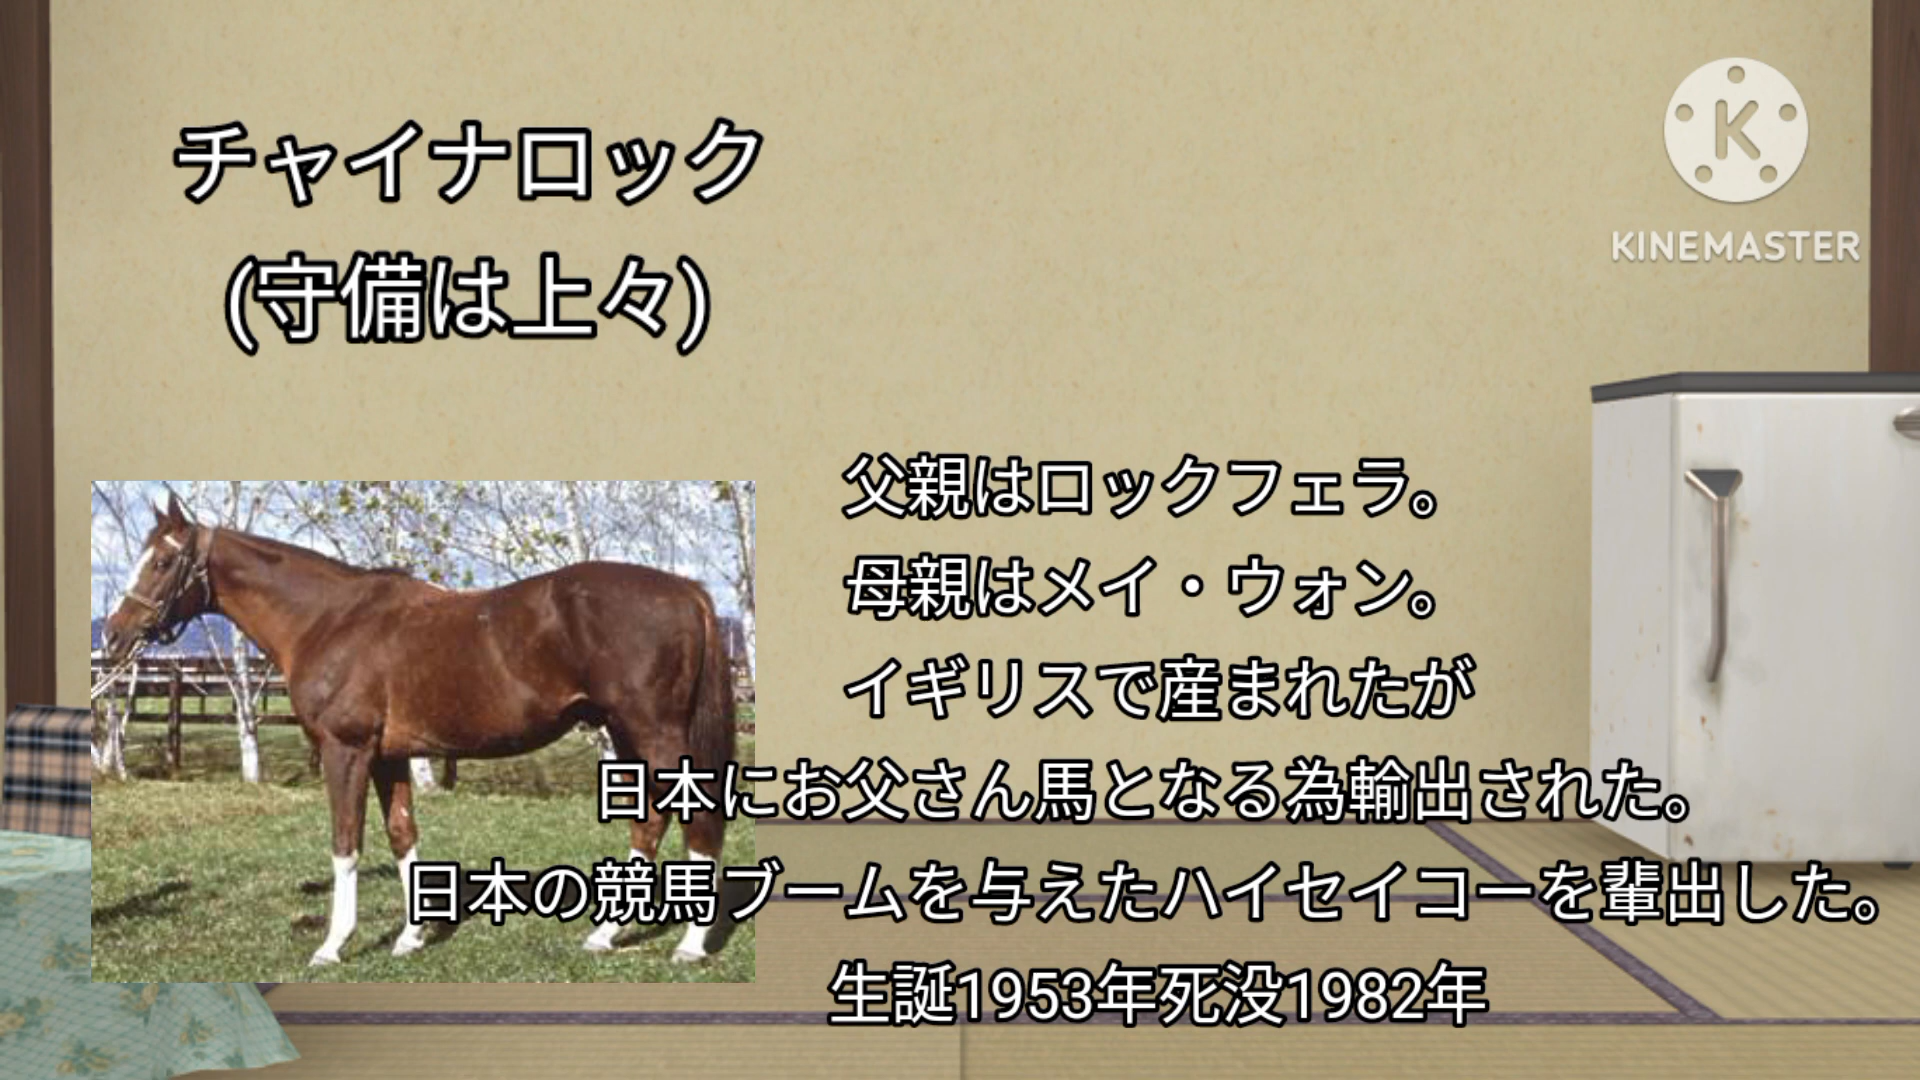 チャイナロック
(守備は上々)
KINEMASTER
父親はロックフェラ。
母親はメイ・ウォン。
イギリスで産まれたが
日本にお父さん馬となる為輸出された。
日本の競馬ブームを与えたハイセイコーを輩出した。
生誕1953年死没1982年